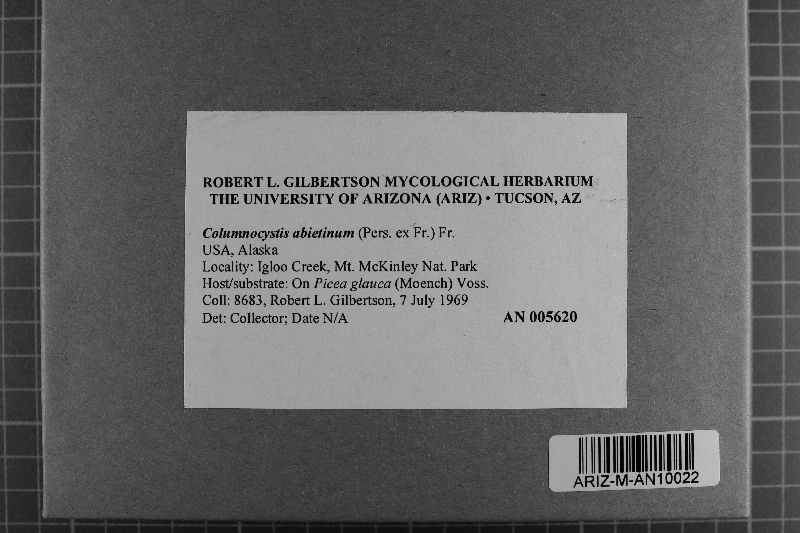 ROBERT L. GILBERTSON MYCOLOGICAL HERBARIUM
THE UNIVERSITY OF ARIZONA (ARIZ) • TUCSON, AZ
Columnocystis abietinum (Pers. ex Fr.) Fr.
USA, Alaska
Locality: Igloo Creek, Mt. McKinley Nat. Park
Host/substrate: On Picea glauca (Moench) Voss.
Coll: 8683, Robert L. Gilbertson, 7 July 1969
Det: Collector; Date N/A AN 005620
ARIZ-M-AN10022